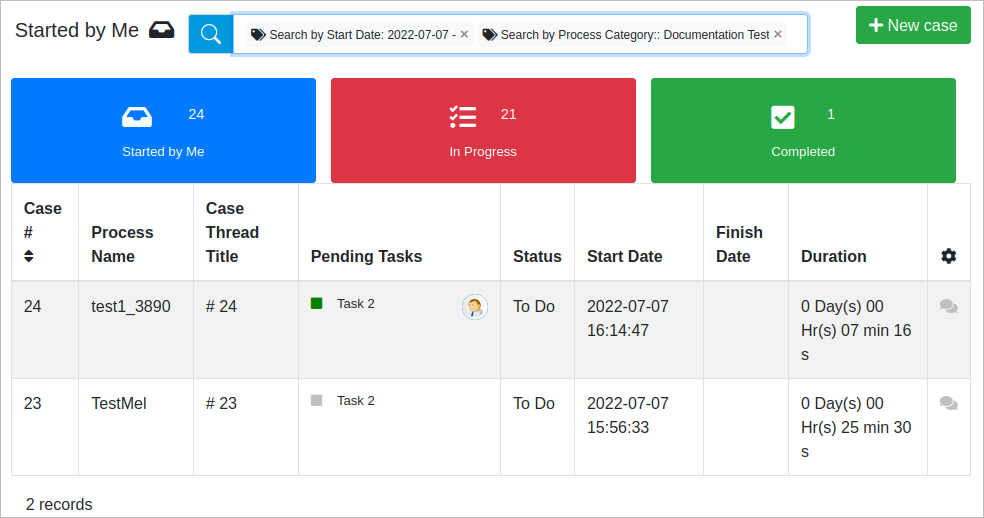 Started by Me
Search by Start Date: 2022-07-07 - ×
Search by Process Category:: Documentation Test ×
New case
24
Started by Me
21
In Progress
1
Completed
Case
#
Process
Name
Case
Thread
Title
Pending Tasks
Status
Start Date
Finish
Date
Duration
24
test1_3890
# 24
Task 2
To Do
2022-07-07
16:14:47
0 Day(s) 00
Hr(s) 07 min 16
s
23
TestMel
# 23
Task 2
To Do
2022-07-07
15:56:33
0 Day(s) 00
Hr(s) 25 min 30
s
2 records